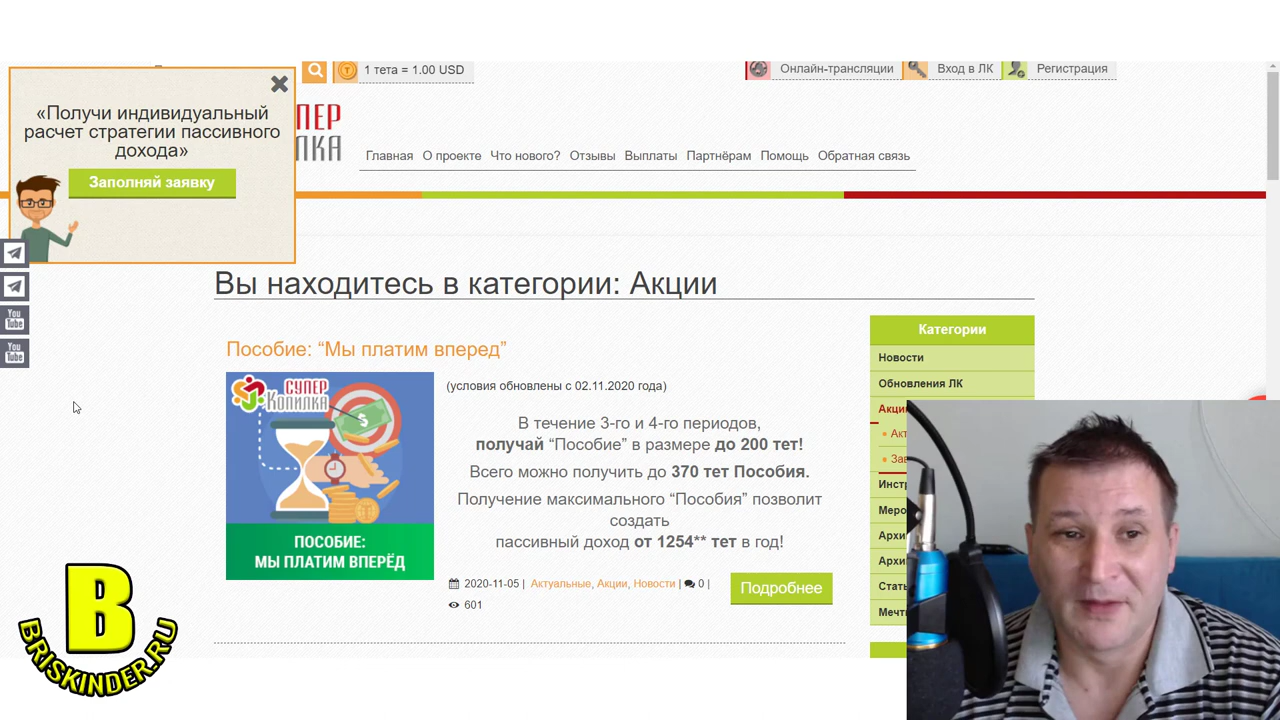 1 тета = 1.00 USD
Онлайн-трансляции
Вход в ЛК
Регистрация
«Получи индивидуальный
расчет стратегии пассивного
дохода»
Заполняй заявку
Главная О проекте Что нового? Отзывы Выплаты Партнёрам Помощь Обратная связь
You
Tube
You
Tube
Вы находитесь в категории: Акции
Пособие: “Мы платим вперед”
СУПЕР
Копилка
ПОСОБИЕ:
МЫ ПЛАТИМ ВПЕРЁД
(условия обновлены с 02.11.2020 года)
В течение 3-го и 4-го периодов,
получай “Пособие” в размере до 200 тет!
Всего можно получить до 370 тет Пособия.
Получение максимального “Пособия” позволит
создать
пассивный доход от 1254** тет в год!
2020-11-05 | Актуальные, Акции, Новости | 0 |
601
Подробнее
Категории
Новости
Обновления ЛК
B
BRISKINDER.RU